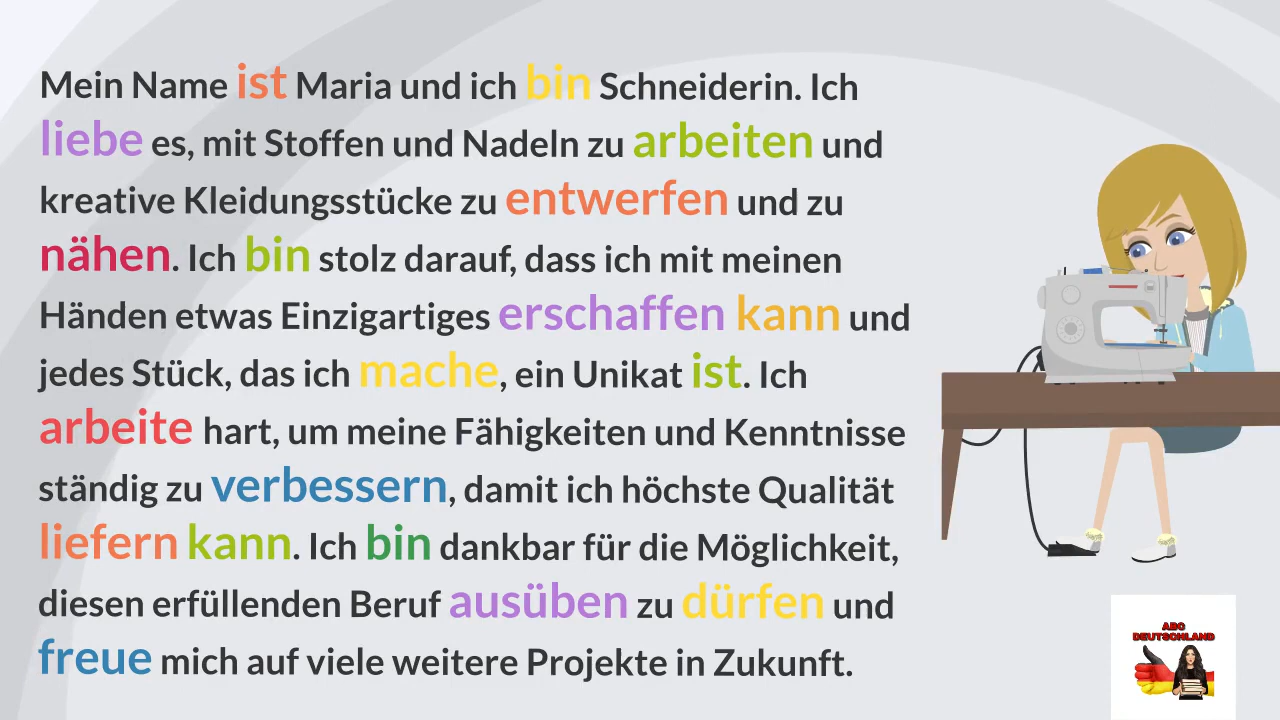 Mein Name ist Maria und ich bin Schneiderin. Ich
liebe es, mit Stoffen und Nadeln zu arbeiten und
kreative Kleidungsstücke zu entwerfen und zu
nähen. Ich bin stolz darauf, dass ich mit meinen
Händen etwas Einzigartiges erschaffen kann und
jedes Stück, das ich mache, ein Unikat ist. Ich
arbeite hart, um meine Fähigkeiten und Kenntnisse
ständig zu verbessern, damit ich höchste Qualität
liefern kann. Ich bin dankbar für die Möglichkeit,
diesen erfüllenden Beruf ausüben zu dürfen und
freue mich auf viele weitere Projekte in Zukunft.
ABC
DEUTSCHLAND